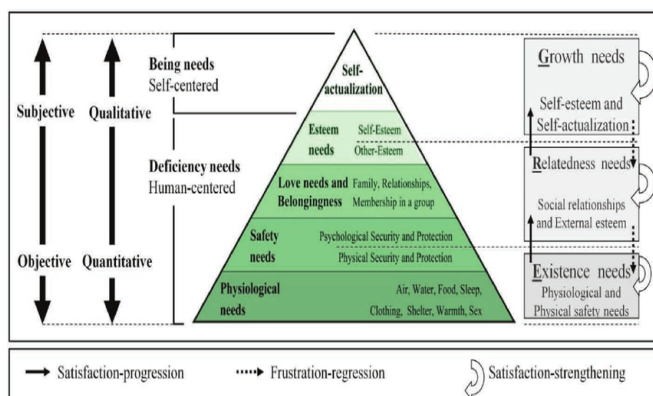 Subjective
Qualitative
Objective
Quantitative
Being needs
Self-centered
Deficiency needs
Human-centered
Self-
actualization
Esteem
needs
Self-Esteem
Other-Esteem
Love needs and
Belongingness
Family, Relationships,
Membership in a group
Safety
needs
Psychological Security and Protection
Physical Security and Protection
Physiological
needs
Air, Water, Food, Sleep,
Clothing, Shelter, Warmth, Sex
Growth needs
Self-esteem and
Self-actualization
Relatedness needs
Social relationships
and External esteem
Existence needs
Physiological and
Physical safety needs
Satisfaction-progression
Frustration-regression
Satisfaction-strengthening